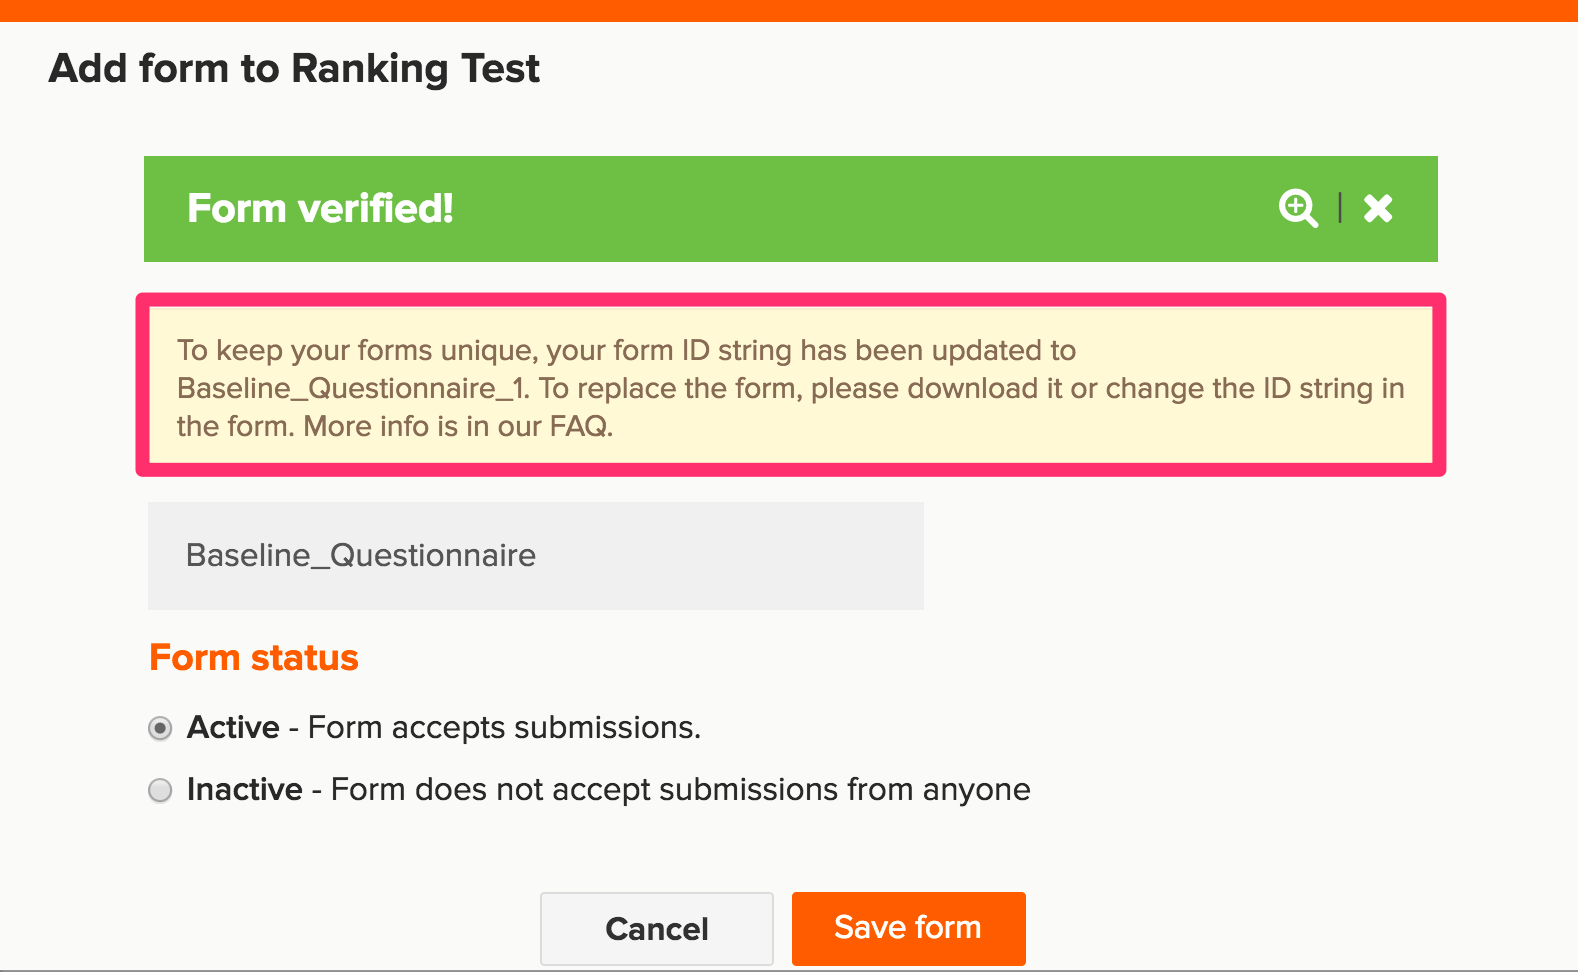 Add form to Ranking Test
Form verified!
To keep your forms unique, your form ID string has been updated to
Baseline_Questionnaire_1. To replace the form, please download it or change the ID string in
the form. More info is in our FAQ.
Baseline_Questionnaire
Form status
Active - Form accepts submissions.
Inactive - Form does not accept submissions from anyone
Cancel
Save form